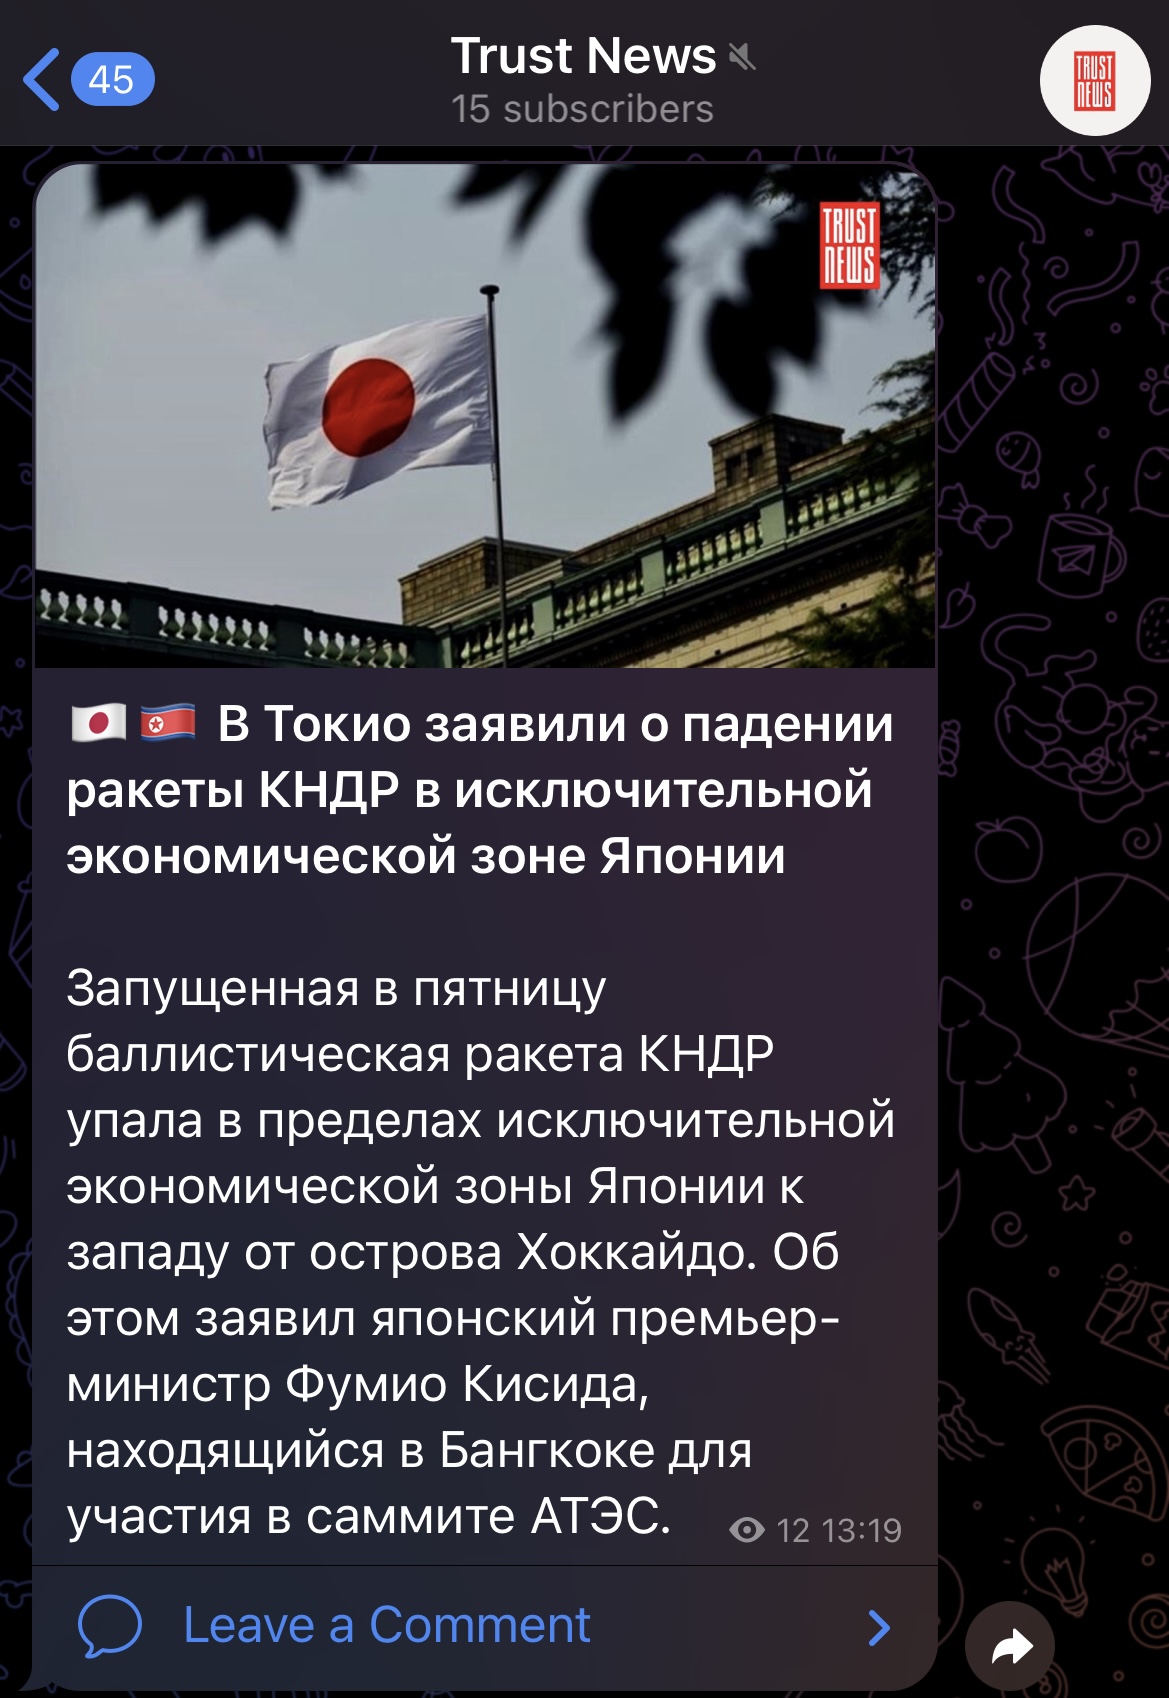 45
Trust News
15 subscribers
TRUST
NEWS
TRUST
NEWS
🇯🇵🇰🇵 В Токио заявили о падении
ракеты КНДР в исключительной
экономической зоне Японии
Запущенная в пятницу
баллистическая ракета КНДР
упала в пределах исключительной
экономической зоны Японии к
западу от острова Хоккайдо. Об
этом заявил японский премьер-
министр Фумио Кисида,
находящийся в Бангкоке для
участия в саммите АТЭС.
12 13:19
Leave a Comment